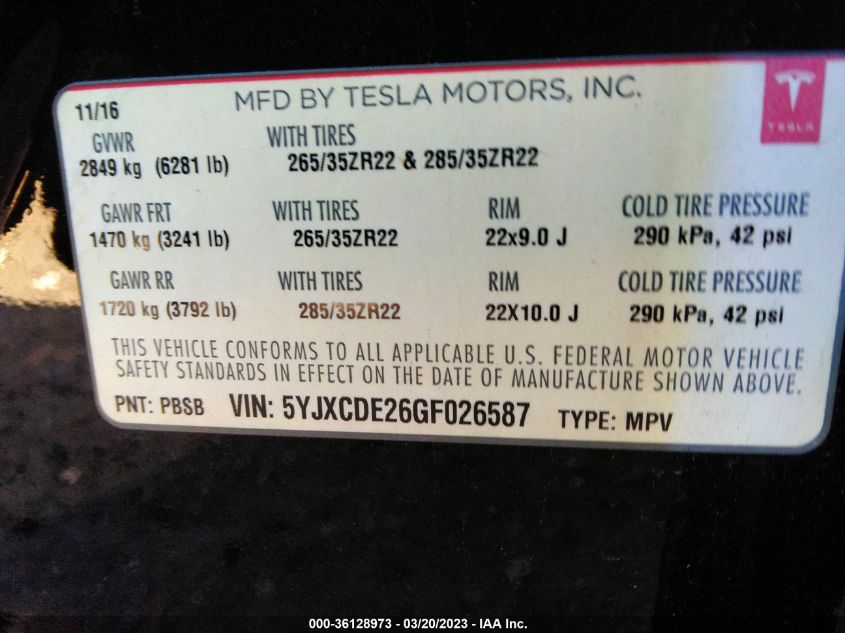 11/16 MFD BY TESLA MOTORS, INC.
TESLA
GVWR WITH TIRES
2849 kg (6281 lb) 265/35ZR22 & 285/35ZR22
GAWR FRT WITH TIRES RIM COLD TIRE PRESSURE
1470 kg (3241 lb) 265/35ZR22 22x9.0 J 290 kPa, 42 psi
GAWR RR WITH TIRES RIM COLD TIRE PRESSURE
1720 kg (3792 lb) 285/35ZR22 22X10.0 J 290 kPa, 42 psi
THIS VEHICLE CONFORMS TO ALL APPLICABLE U.S. FEDERAL MOTOR VEHICLE
SAFETY STANDARDS IN EFFECT ON THE DATE OF MANUFACTURE SHOWN ABOVE.
PNT: PBSB VIN: 5YJXCDE26GF026587 TYPE: MPV
000-36128973 - 03/20/2023 - IAA Inc.